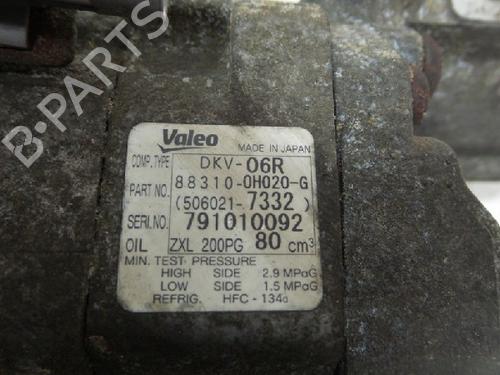 Valeo MADE IN JAPAN
COMP. TYPE DKV-06R
PART NO. 88310-0H020-G
(506021-7332)
SERI.NO. 791010092
OIL ZXL 200PG 80 cm³
MIN. TEST PRESSURE
HIGH SIDE 2.9 MPaG
LOW SIDE 1.5 MPaG
REFRIG. HFC-134a
B-PARTS